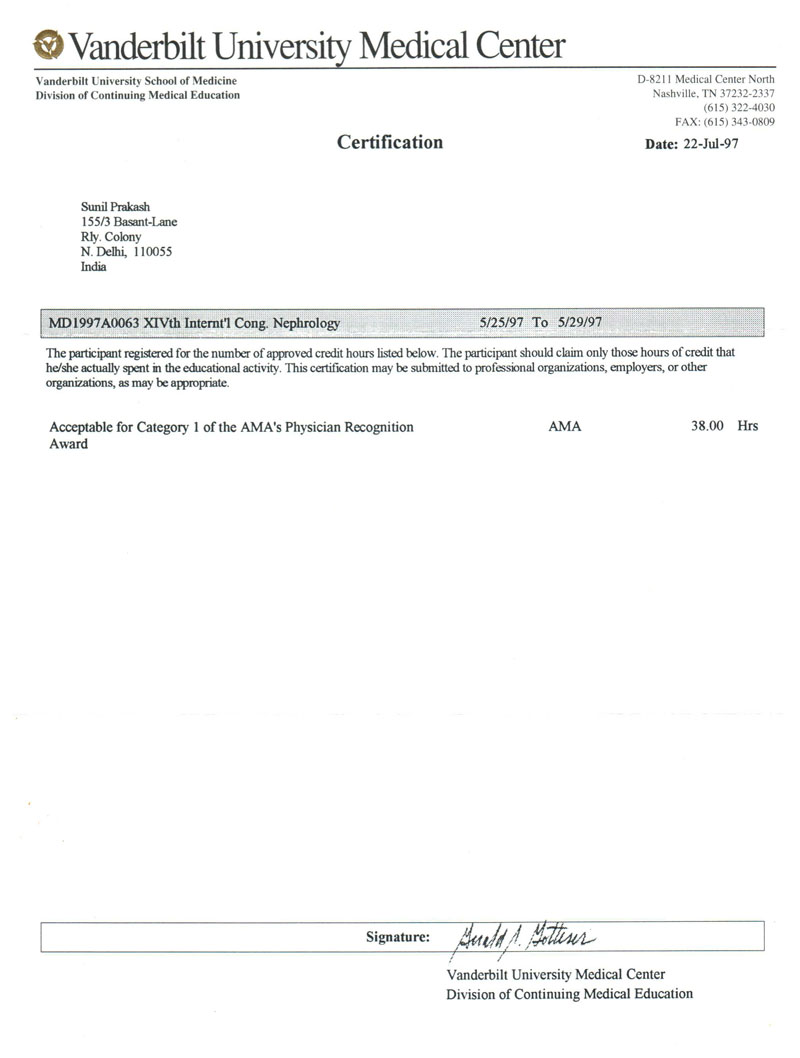 Vanderbilt University Medical Center
Vanderbilt University School of Medicine
Division of Continuing Medical Education
D-8211 Medical Center North
Nashville, TN 37232-2337
(615) 322-4030
FAX: (615) 343-0809
Certification
Date: 22-Jul-97
Sunil Prakash
155/3 Basant-Lane
Rly. Colony
N. Delhi, 110055
India
MD1997A0063 XIVth Internt'l Cong. Nephrology 5/25/97 To 5/29/97
The participant registered for the number of approved credit hours listed below. The participant should claim only those hours of credit that
he/she actually spent in the educational activity. This certification may be submitted to professional organizations, employers, or other
organizations, as may be appropriate.
Acceptable for Category 1 of the AMA's Physician Recognition AMA 38.00 Hrs
Award
Signature: Gerald S. Gotterer
Vanderbilt University Medical Center
Division of Continuing Medical Education